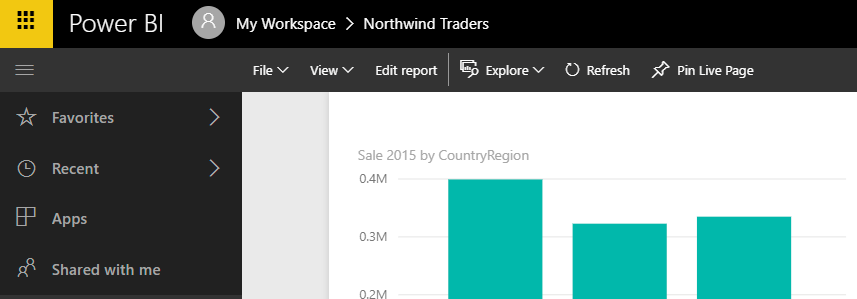 Power BI My Workspace > Northwind Traders
File View Edit report Explore Refresh Pin Live Page
Favorites
Recent
Apps
Shared with me
Sale 2015 by CountryRegion
0.4M
0.3M
0.2M